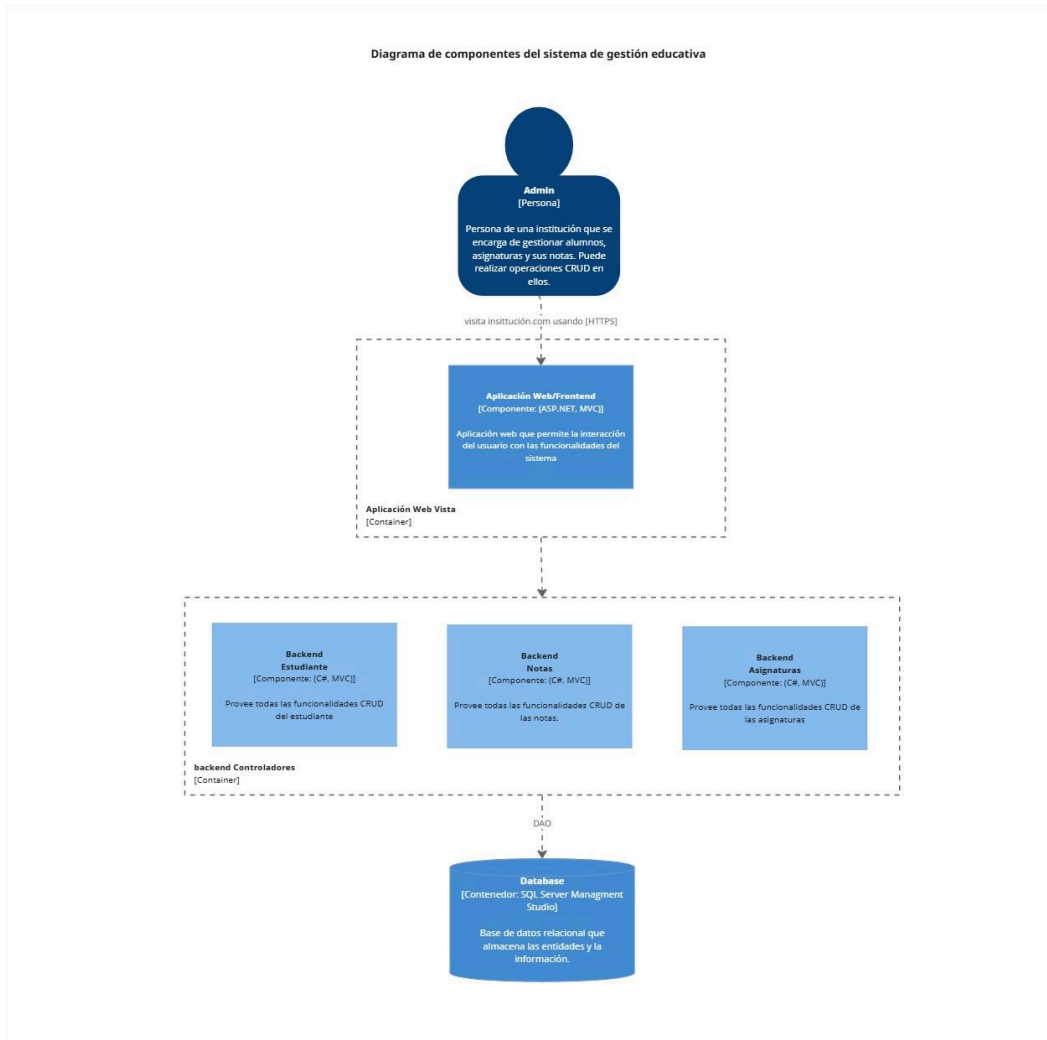 Diagrama de componentes del sistema de gestión educativa
Admin
[Persona]
Persona de una institución que se
encarga de gestionar alumnos,
asignaturas y sus notas. Puede
realizar operaciones CRUD en
ellos.
visita insittución.com usando [HTTPS]
Aplicación Web/Frontend
[Componente: (ASP.NET, MVC)]
Aplicación web que permite la interacción
del usuario con las funcionalidades del
sistema
Aplicación Web Vista
[Container]
Backend
Estudiante
[Componente: (C#, MVC)]
Provee todas las funcionalidades CRUD
del estudiante
Backend
Notas
[Componente: (C#, MVC)]
Provee todas las funcionalidades CRUD de
las notas.
Backend
Asignaturas
[Componente: (C#, MVC)]
Provee todas las funcionalidades CRUD de
las asignaturas
backend Controladores
[Container]
DAO
Database
[Contenedor: SQL Server Managment
Studio]
Base de datos relacional que
almacena las entidades y la
información.